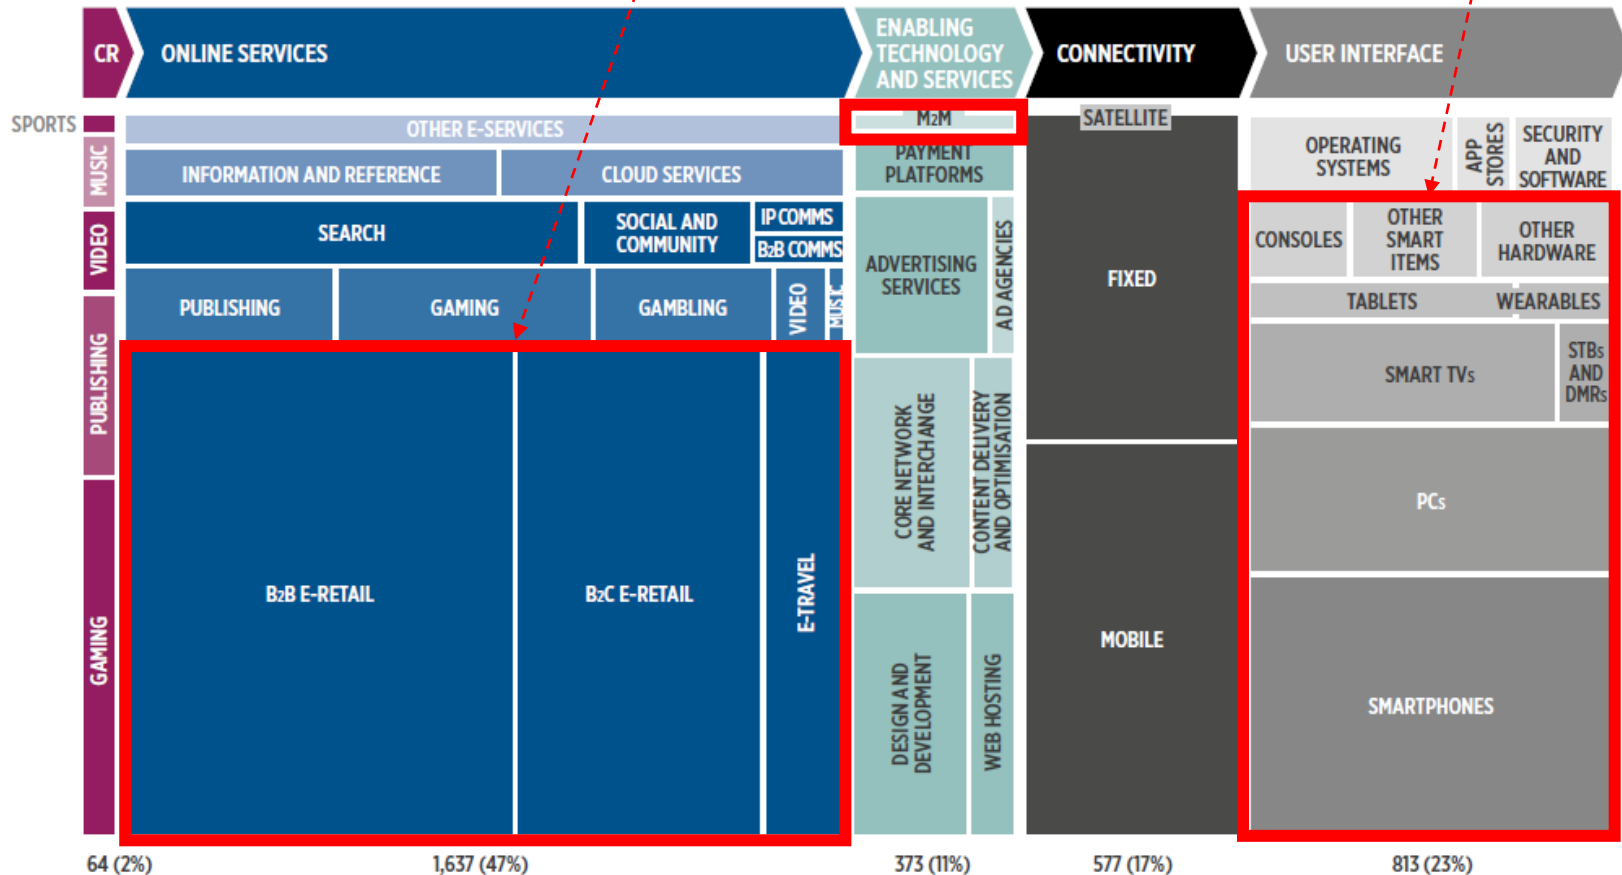 CR
ONLINE SERVICES
ENABLING
TECHNOLOGY
AND SERVICES
CONNECTIVITY
USER INTERFACE
SPORTS
MUSIC
VIDEO
PUBLISHING
GAMING
OTHER E-SERVICES
INFORMATION AND REFERENCE
CLOUD SERVICES
SEARCH
SOCIAL AND
COMMUNITY
IP COMMS
B2B COMMS
PUBLISHING
GAMING
GAMBLING
VIDEO
MUSIC
B2B E-RETAIL
B2C E-RETAIL
E-TRAVEL
M2M
PAYMENT
PLATFORMS
ADVERTISING
SERVICES
AD AGENCIES
CORE NETWORK
AND INTERCHANGE
CONTENT DELIVERY
AND OPTIMISATION
DESIGN AND
DEVELOPMENT
WEB HOSTING
SATELLITE
FIXED
MOBILE
OPERATING
SYSTEMS
APP
STORES
SECURITY
AND
SOFTWARE
CONSOLES
OTHER
SMART
ITEMS
OTHER
HARDWARE
TABLETS
WEARABLES
SMART TVs
STBs
AND
DMRs
PCs
SMARTPHONES
64 (2%)
1,637 (47%)
373 (11%)
577 (17%)
813 (23%)